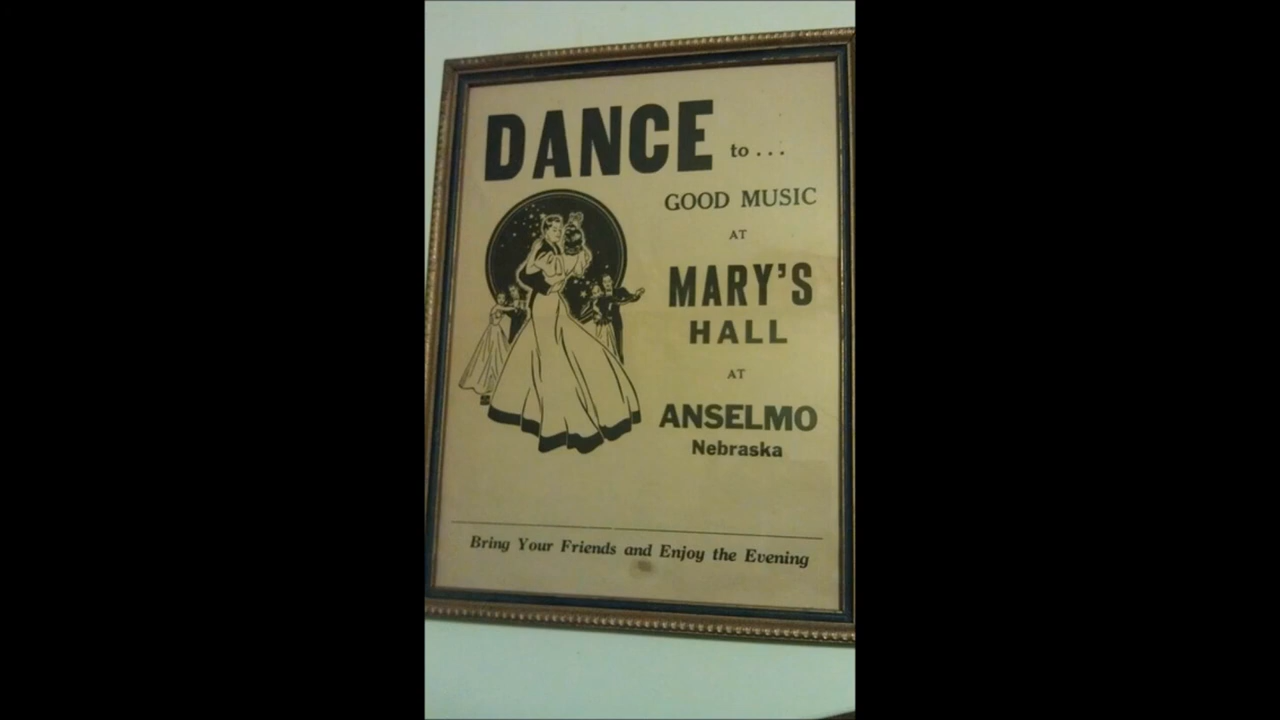 DANCE to...
GOOD MUSIC
AT
MARY'S
HALL
AT
ANSELMO
Nebraska
Bring Your Friends and Enjoy the Evening